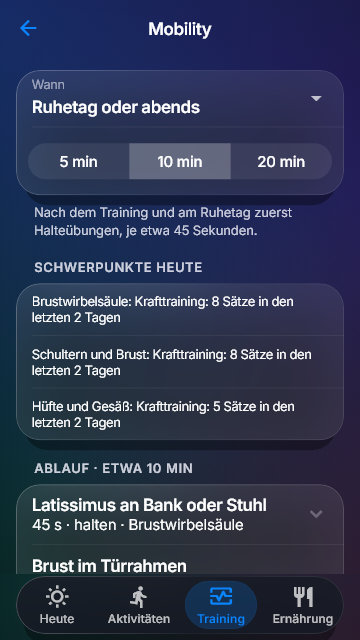 Mobility
Wann
Ruhetag oder abends
5 min
10 min
20 min
Nach dem Training und am Ruhetag zuerst
Halteübungen, je etwa 45 Sekunden.
SCHWERPUNKTE HEUTE
Brustwirbelsäule: Krafttraining: 8 Sätze in den
letzten 2 Tagen
Schultern und Brust: Krafttraining: 8 Sätze in den
letzten 2 Tagen
Hüfte und Gesäß: Krafttraining: 5 Sätze in den
letzten 2 Tagen
ABLAUF · ETWA 10 MIN
Latissimus an Bank oder Stuhl
45 s · halten · Brustwirbelsäule
Brust im Türrahmen
Heute
Aktivitäten
Training
Ernährung